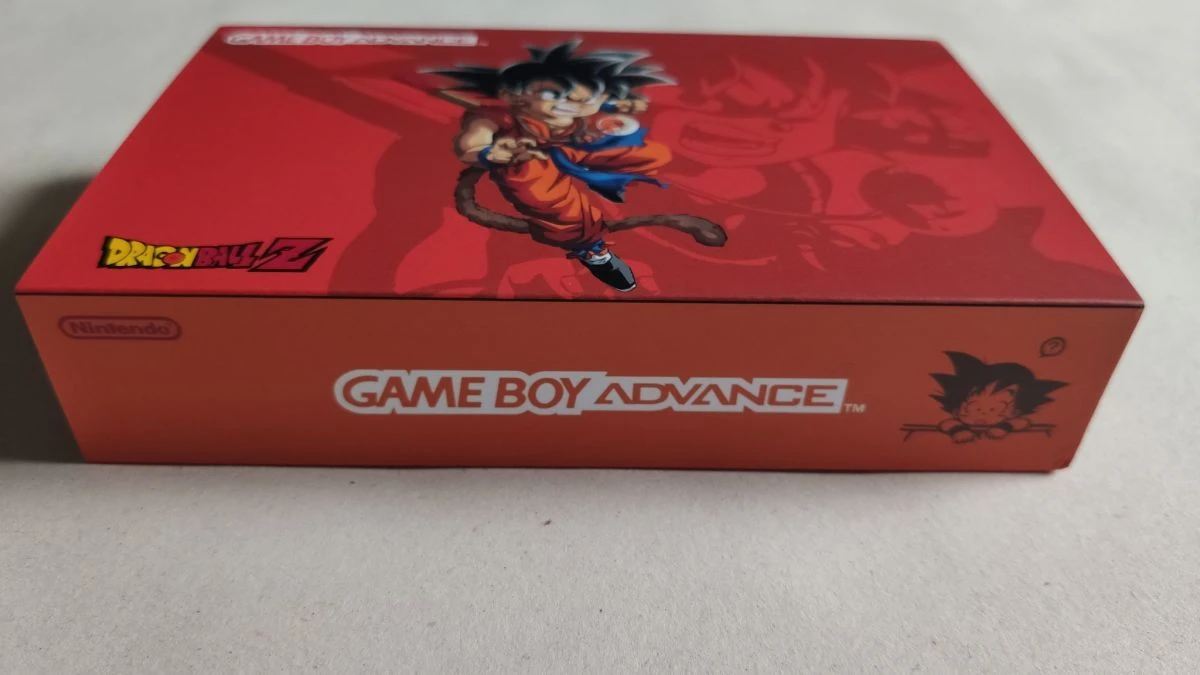 GAME BOY ADVANCE
DRAGON BALL Z
Nintendo®
GAME BOY ADVANCE™
?